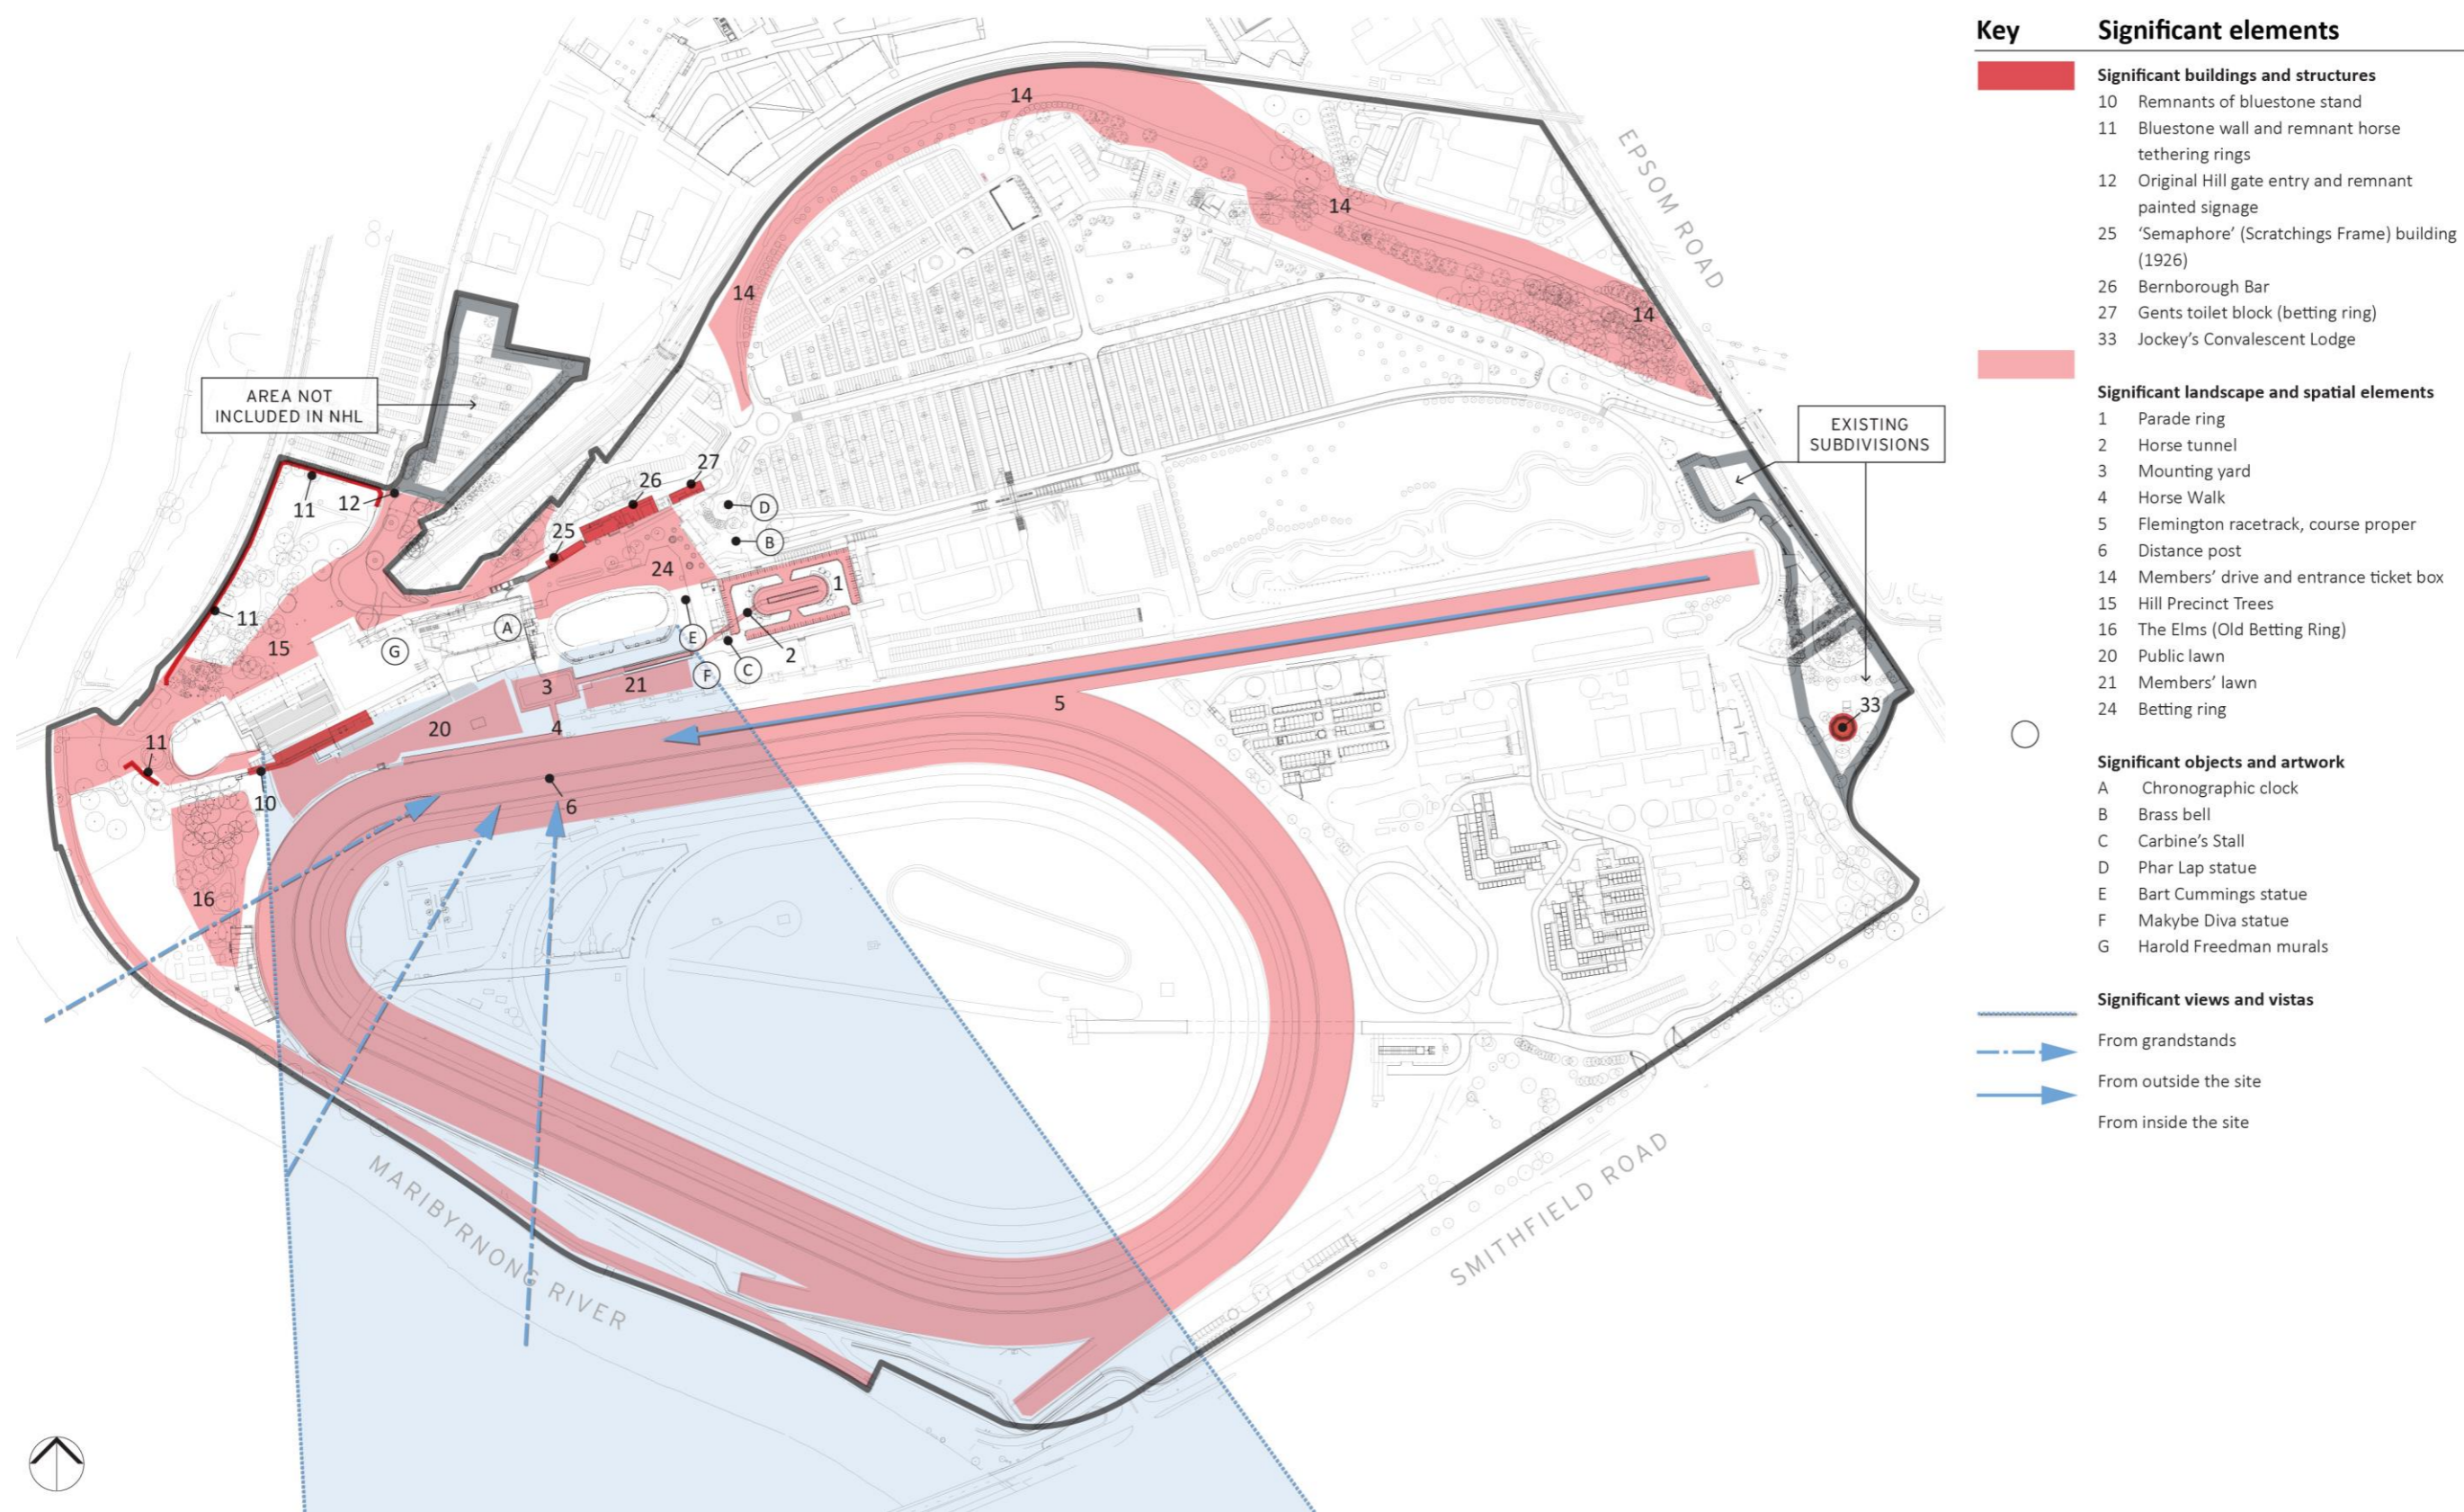 14
EPSOM ROAD
14
14
14
AREA NOT
INCLUDED IN NHL
EXISTING
SUBDIVISIONS
11
12
26
27
25
D
B
24
1
11
15
G
A
E
2
C
F
3
21
20
4
5
33
11
10
6
16
MARIBYRNONG RIVER
SMITHFIELD ROAD
Key
Significant elements
Significant buildings and structures
10 Remnants of bluestone stand
11 Bluestone wall and remnant horse
tethering rings
12 Original Hill gate entry and remnant
painted signage
25 ‘Semaphore’ (Scratchings Frame) building
(1926)
26 Bernborough Bar
27 Gents toilet block (betting ring)
33 Jockey’s Convalescent Lodge
Significant landscape and spatial elements
1 Parade ring
2 Horse tunnel
3 Mounting yard
4 Horse Walk
5 Flemington racetrack, course proper
6 Distance post
14 Members’ drive and entrance ticket box
15 Hill Precinct Trees
16 The Elms (Old Betting Ring)
20 Public lawn
21 Members’ lawn
24 Betting ring
Significant objects and artwork
A Chronographic clock
B Brass bell
C Carbine’s Stall
D Phar Lap statue
E Bart Cummings statue
F Makybe Diva statue
G Harold Freedman murals
Significant views and vistas
From grandstands
From outside the site
From inside the site